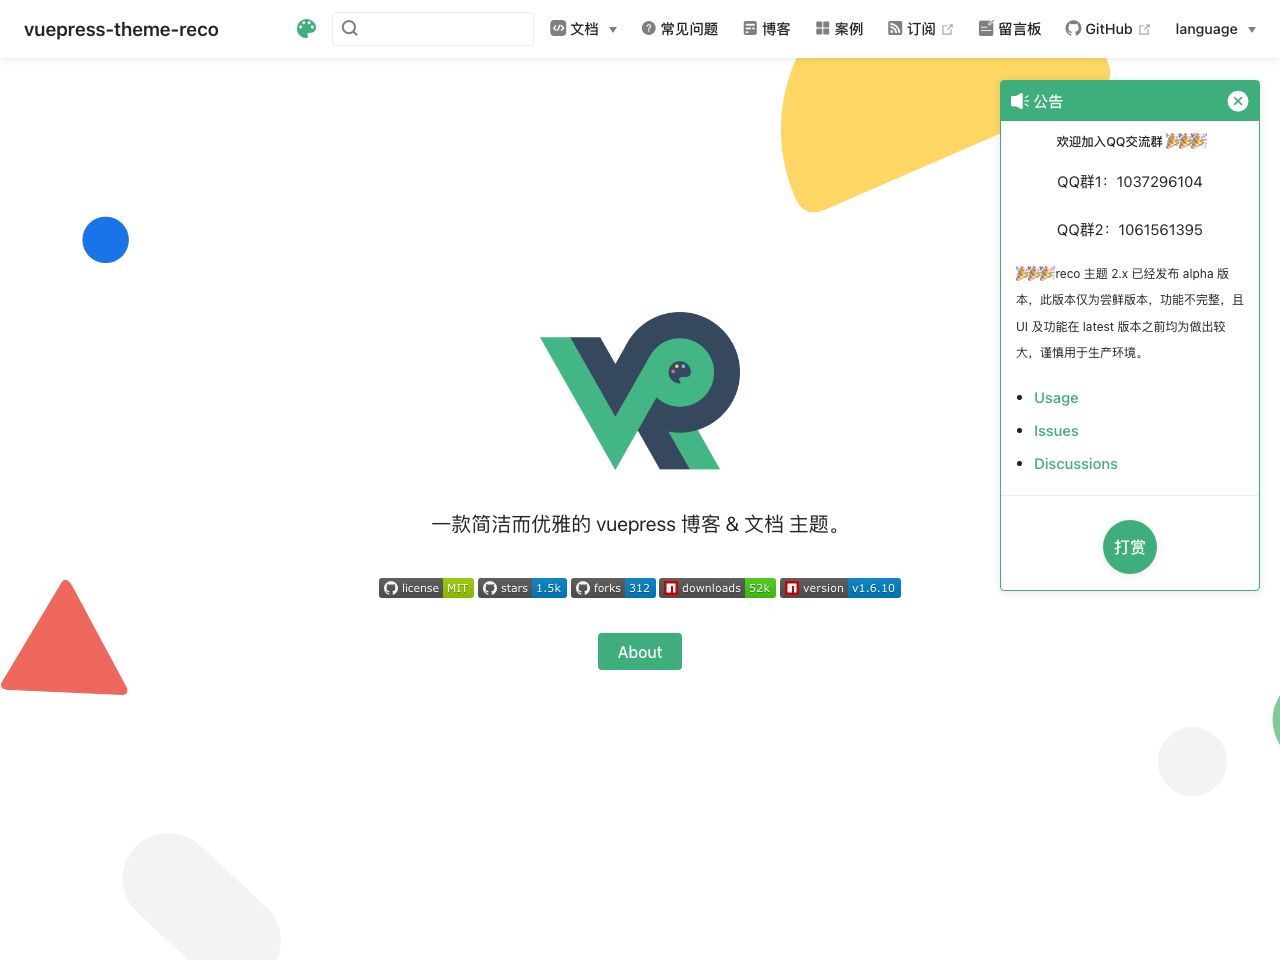 vuepress-theme-reco
文档
常见问题
博客
案例
订阅
留言板
GitHub
language
公告
欢迎加入QQ交流群 🎉🎉🎉
QQ群1：1037296104
QQ群2：1061561395
🎉🎉🎉reco 主题 2.x 已经发布 alpha 版
本，此版本仅为尝鲜版本，功能不完整，且
UI 及功能在 latest 版本之前均为做出较
大，谨慎用于生产环境。
Usage
Issues
Discussions
打赏
一款简洁而优雅的 vuepress 博客 & 文档 主题。
license MIT
stars 1.5k
forks 312
downloads 52k
version v1.6.10
About